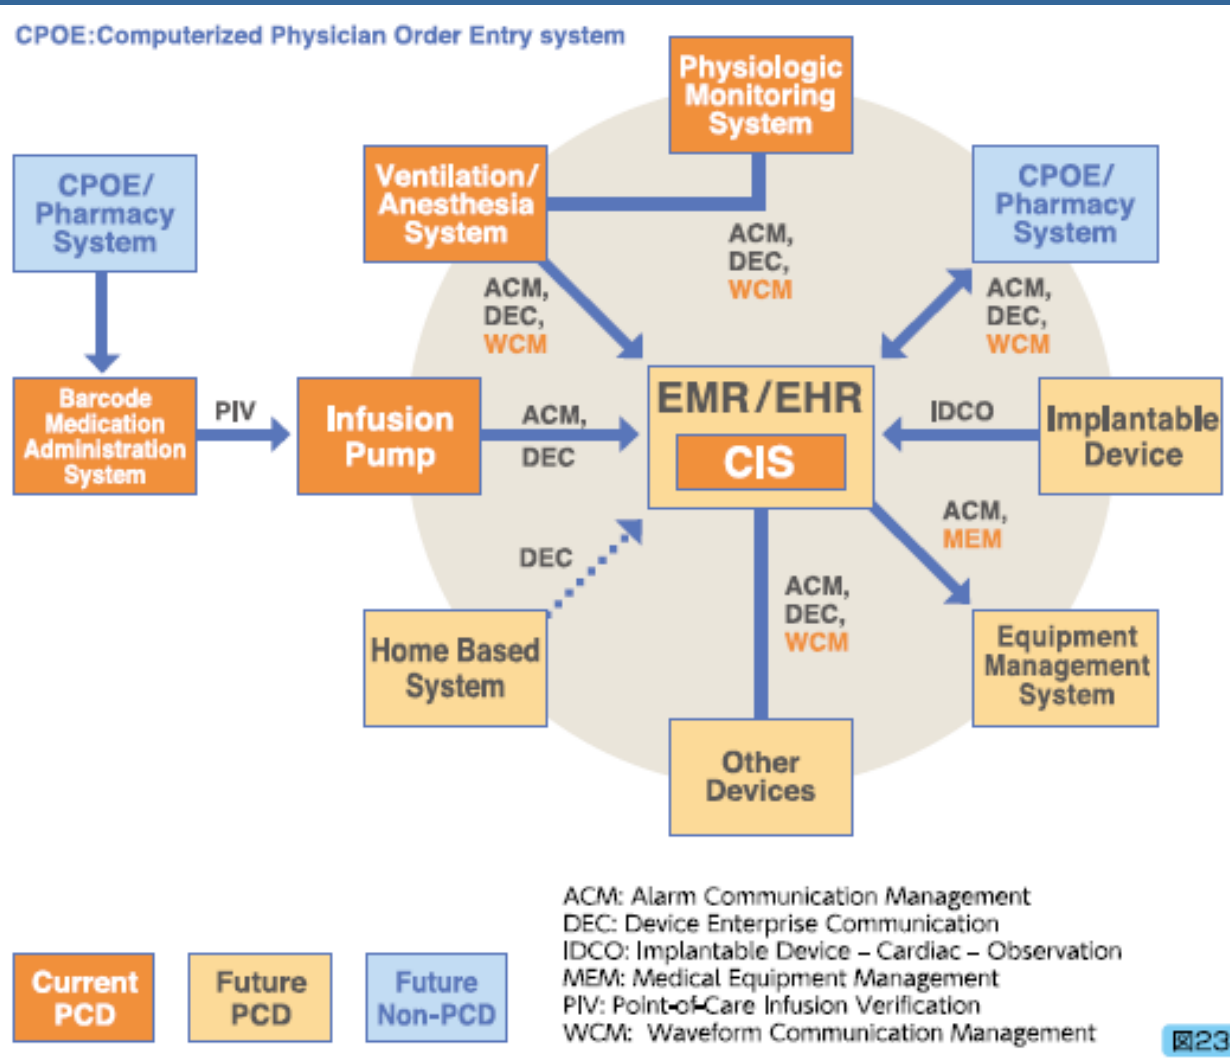 CPOE:Computerized Physician Order Entry system
Physiologic
Monitoring
System
Ventilation/
Anesthesia
System
CPOE/
Pharmacy
System
CPOE/
Pharmacy
System
ACM,
DEC,
WCM
ACM,
DEC,
WCM
ACM,
DEC,
WCM
Barcode
Medication
Administration
System
PIV
Infusion
Pump
ACM,
DEC
EMR/EHR
CIS
IDCO
Implantable
Device
ACM,
MEM
DEC
ACM,
DEC,
WCM
Home Based
System
Equipment
Management
System
Other
Devices
Current
PCD
Future
PCD
Future
Non-PCD
ACM: Alarm Communication Management
DEC: Device Enterprise Communication
IDCO: Implantable Device – Cardiac – Observation
MEM: Medical Equipment Management
PIV: Point-of-Care Infusion Verification
WCM: Waveform Communication Management
図23